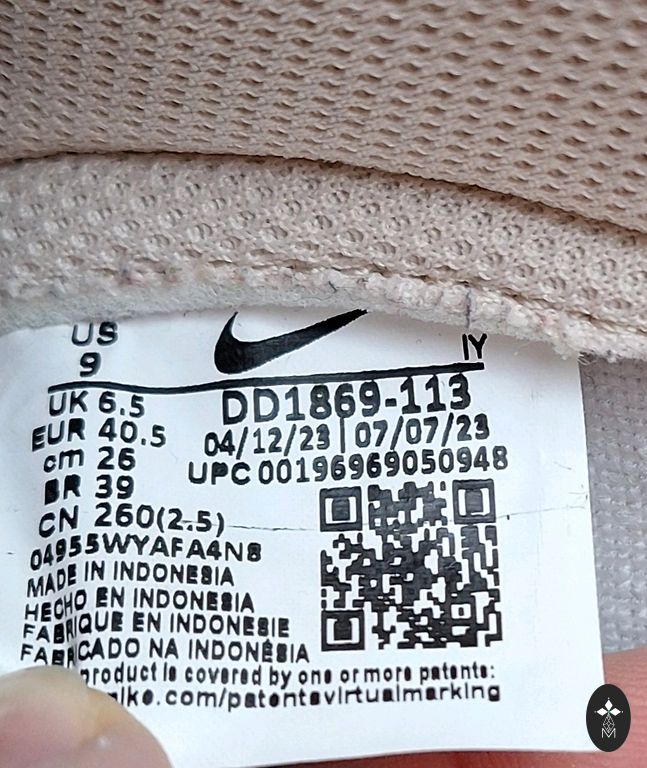 US
9
IY
UK 6.5
EUR 40.5
cm 26
BR 39
CN 260(2.5)
DD1869-113
04/12/23 | 07/07/23
UPC 00196969050948
04955WYAFA4N8
MADE IN INDONESIA
HECHO EN INDONESIA
FABRIQUE EN INDONESIE
FABRICADO NA INDONÉSIA
product is covered by one or more patents:
nike.com/patentsvirtualmarking
M